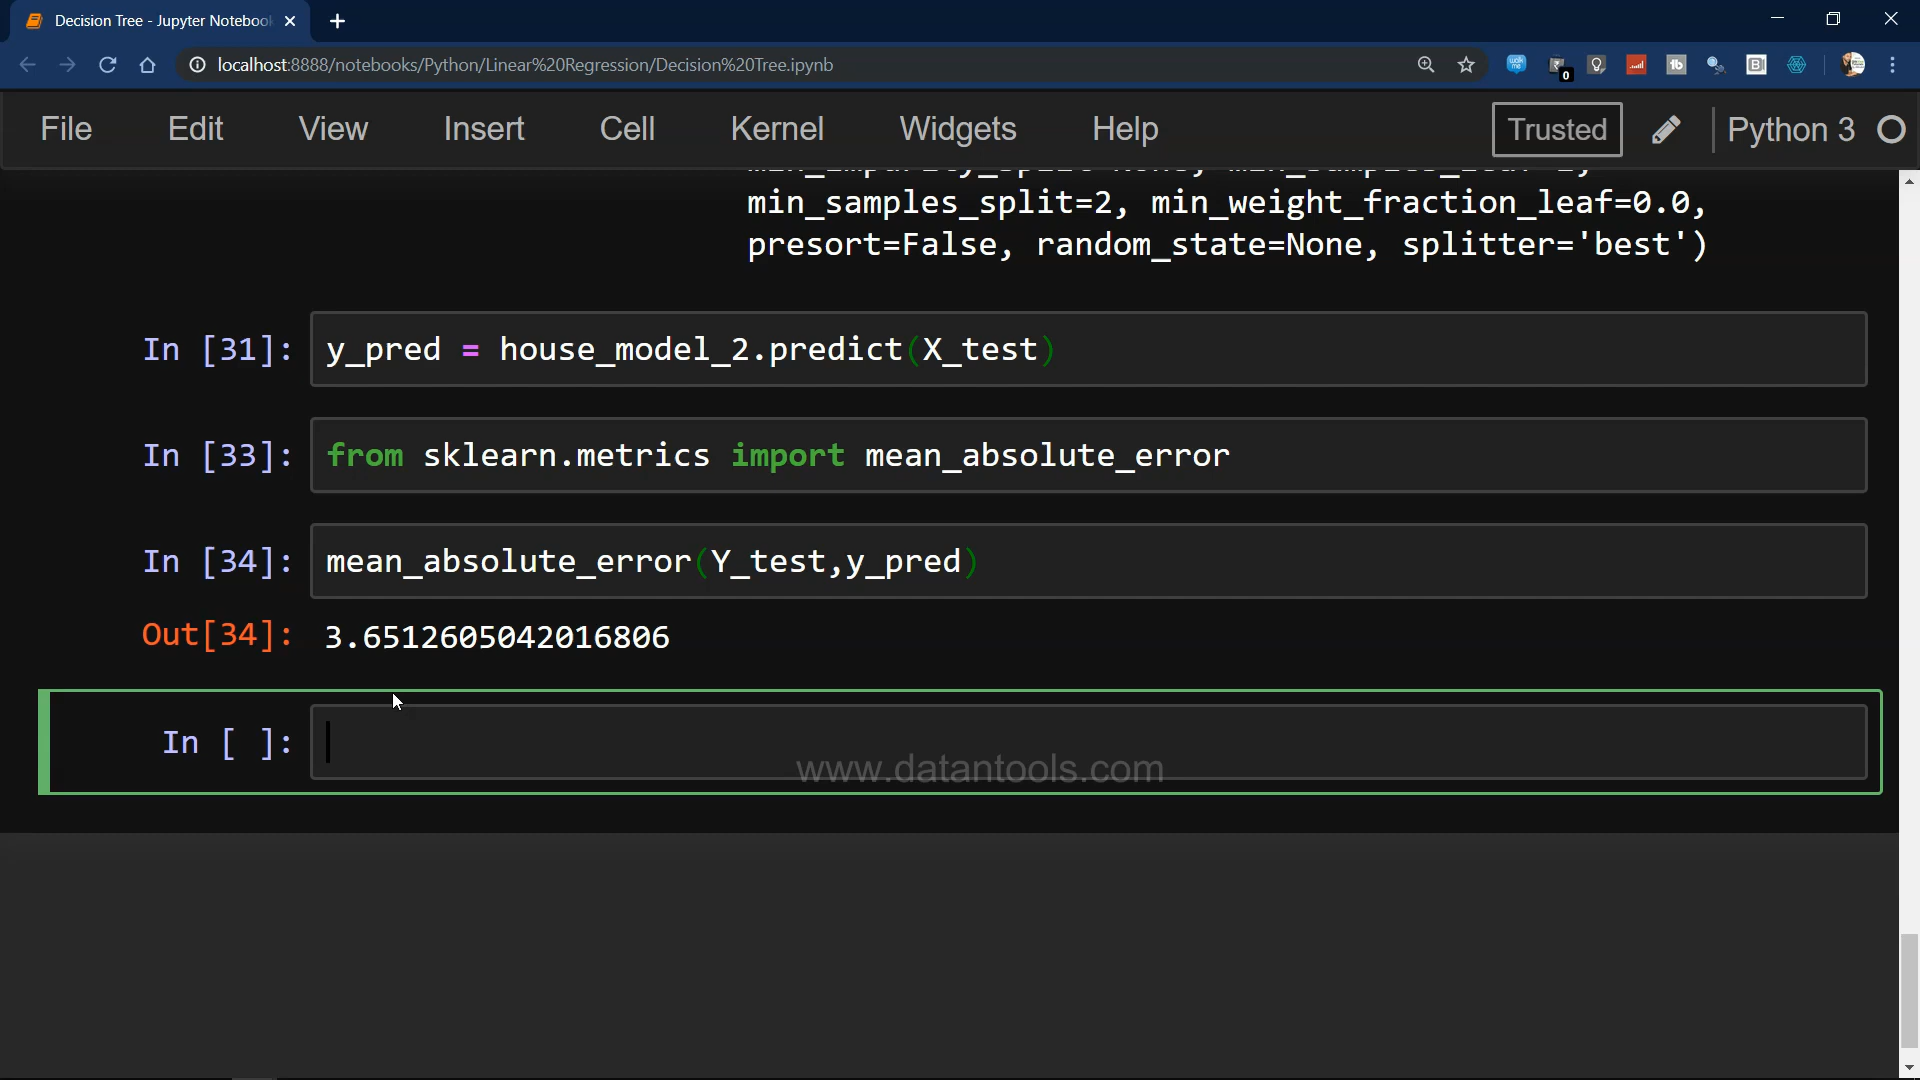 Decision Tree - Jupyter Noteboo
localhost:8888/notebooks/Python/Linear%20Regression/Decision%20Tree.ipynb
0
File Edit View Insert Cell Kernel Widgets Help Trusted Python 3
min_samples_split=2, min_weight_fraction_leaf=0.0,
presort=False, random_state=None, splitter='best')
In [31]: y_pred = house_model_2.predict(X_test)
In [33]: from sklearn.metrics import mean_absolute_error
In [34]: mean_absolute_error(Y_test,y_pred)
Out[34]: 3.6512605042016806
In [ ]:
www.datantools.com